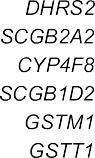 DHRS2
SCGB2A2
CYP4F8
SCGB1D2
GSTM1
GSTT1